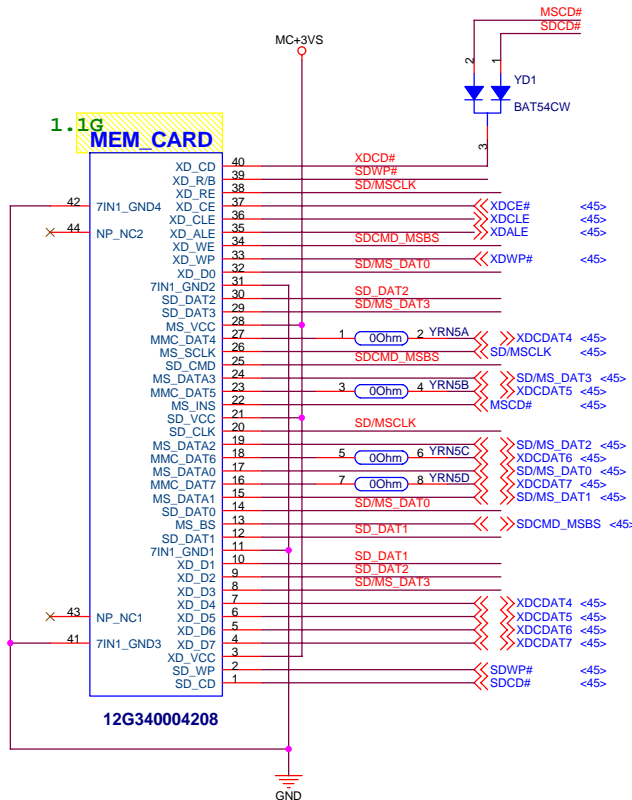 MSCD#
SDCD#
MC+3VS
2
1
YD1
BAT54CW
3
1.1G
MEM_CARD
XD_CD 40 XDCD#
XD_R/B 39 SDWP#
XD_RE 38 SD/MSCLK
42 7IN1_GND4 XD_CE 37 XDCE# <45>
XD_CLE 36 XDCLE <45>
44 NP_NC2 XD_ALE 35 XDALE <45>
XD_WE 34 SDCMD_MSBS
XD_WP 33 XDWP# <45>
XD_D0 32 SD/MS_DAT0
7IN1_GND2 31
SD_DAT2 30 SD_DAT2
SD_DAT3 29 SD/MS_DAT3
MS_VCC 28
MMC_DAT4 27 1 0Ohm 2 YRN5A XDCDAT4 <45>
MS_SCLK 26 SD/MSCLK <45>
SD_CMD 25 SDCMD_MSBS
MS_DATA3 24 SD/MS_DAT3 <45>
MMC_DAT5 23 3 0Ohm 4 YRN5B XDCDAT5 <45>
MS_INS 22 MSCD# <45>
SD_VCC 21
SD_CLK 20 SD/MSCLK
MS_DATA2 19 SD/MS_DAT2 <45>
MMC_DAT6 18 5 0Ohm 6 YRN5C XDCDAT6 <45>
MS_DATA0 17 SD/MS_DAT0 <45>
MMC_DAT7 16 7 0Ohm 8 YRN5D XDCDAT7 <45>
MS_DATA1 15 SD/MS_DAT1 <45>
SD_DAT0 14 SD/MS_DAT0
MS_BS 13 SDCMD_MSBS <45>
SD_DAT1 12 SD_DAT1
7IN1_GND1 11
XD_D1 10 SD_DAT1
XD_D2 9 SD_DAT2
XD_D3 8 SD/MS_DAT3
XD_D4 7 XDCDAT4 <45>
43 NP_NC1 XD_D5 6 XDCDAT5 <45>
XD_D6 5 XDCDAT6 <45>
41 7IN1_GND3 XD_D7 4 XDCDAT7 <45>
XD_VCC 3
SD_WP 2 SDWP# <45>
SD_CD 1 SDCD# <45>
12G340004208
GND